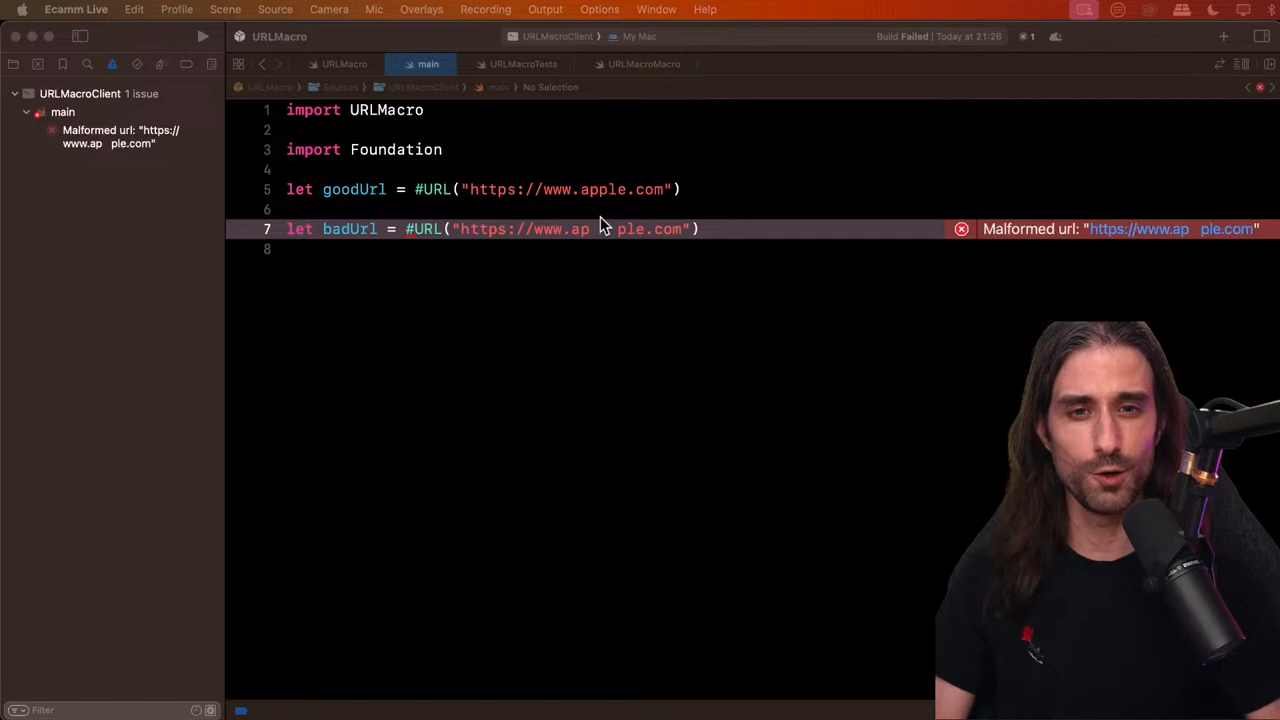 Ecamm Live Edit Profile Scene Source Camera Mic Overlays Recording Output Options Window Help
URLMacro
URLMacroClient
My Mac
Build Failed | Today at 21:26
1
URLMacro
main
URLMacroTests
URLMacroMacro
URLMacroClient 1 issue
main
Malformed url: "https://
www.ap   ple.com"
URLMacro
Sources
URLMacroClient
main
No Selection
1 import URLMacro
2
3 import Foundation
4
5 let goodUrl = #URL("https://www.apple.com")
6
7 let badUrl = #URL("https://www.ap   ple.com")
Malformed url: "https://www.ap   ple.com"
8
Filter